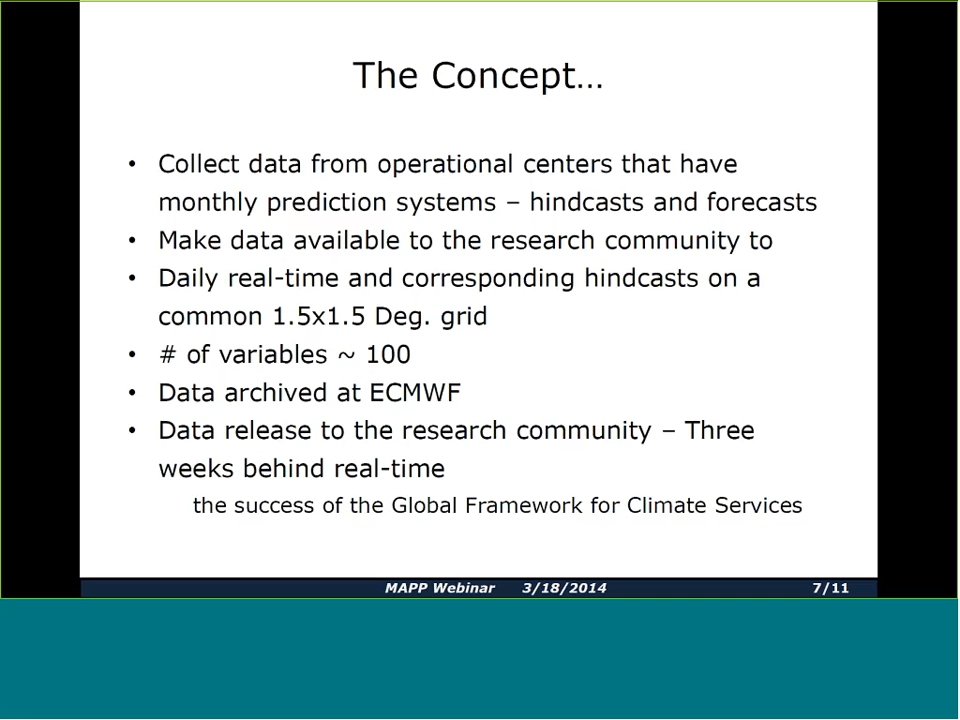 The Concept…
• Collect data from operational centers that have
monthly prediction systems – hindcasts and forecasts
• Make data available to the research community to
• Daily real-time and corresponding hindcasts on a
common 1.5x1.5 Deg. grid
• # of variables ~ 100
• Data archived at ECMWF
• Data release to the research community – Three
weeks behind real-time
the success of the Global Framework for Climate Services
MAPP Webinar 3/18/2014 7/11